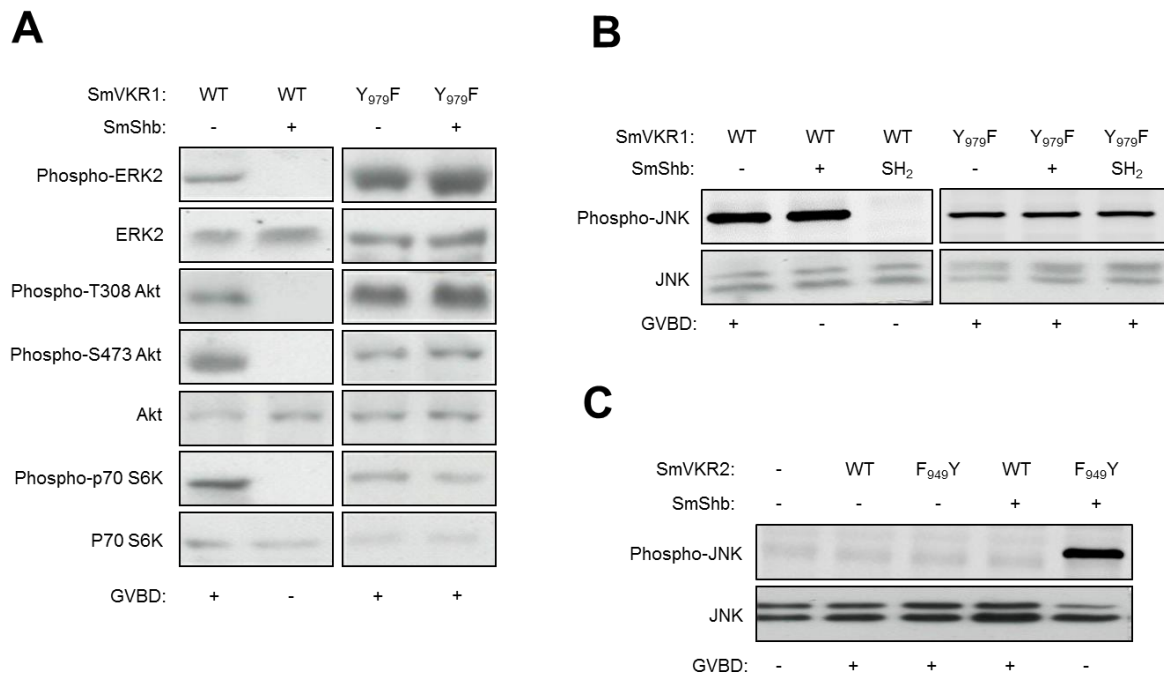 A
SmVKR1: WT WT Y979F Y979F
SmShb: - + - +
Phospho-ERK2
ERK2
Phospho-T308 Akt
Phospho-S473 Akt
Akt
Phospho-p70 S6K
P70 S6K
GVBD: + - + +
B
SmVKR1: WT WT WT Y979F Y979F Y979F
SmShb: - + SH2 - + SH2
Phospho-JNK
JNK
GVBD: + - - + + +
C
SmVKR2: - WT F949Y WT F949Y
SmShb: - - - + +
Phospho-JNK
JNK
GVBD: - + + + -